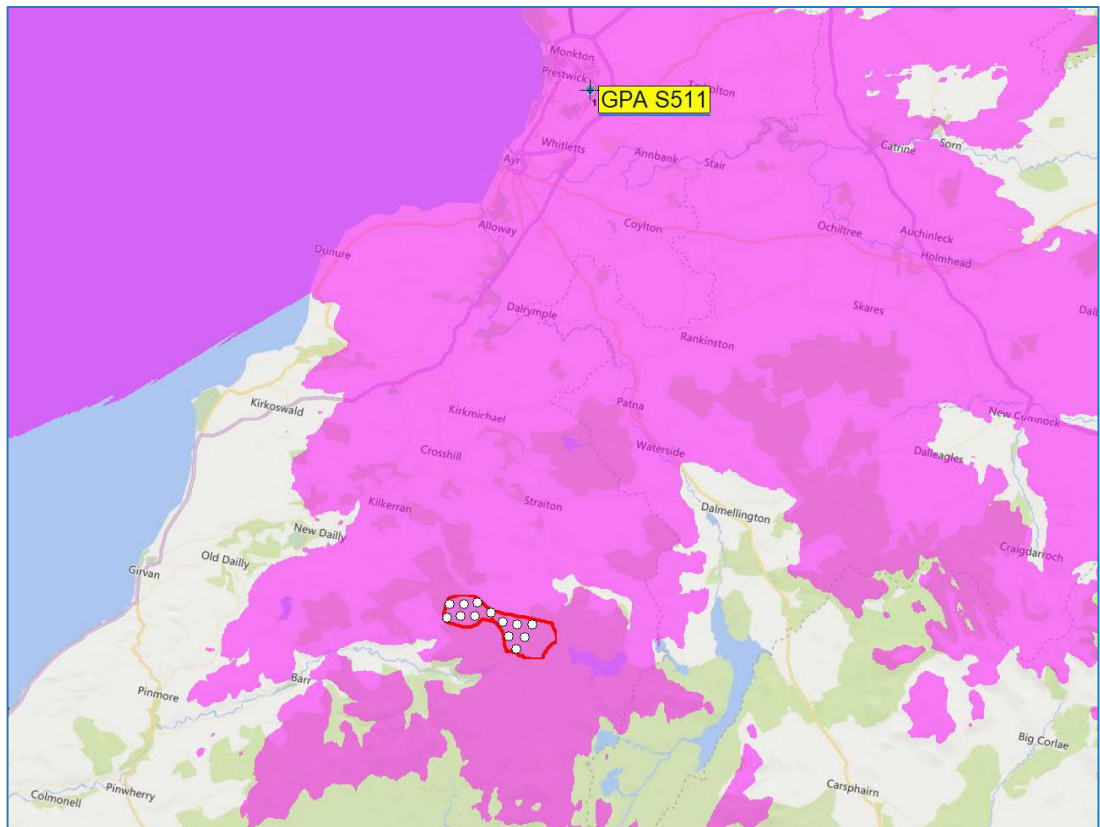 Monkton
Prestwick
GPA S511
Tarbolton
Whitletts
Ayr
Annbank
Stair
Catrine
Sorn
Alloway
Coylton
Ochiltree
Auchinleck
Holmhead
Dunure
Dalrymple
Skares
Rankinston
Kirkoswald
Kirkmichael
Patna
New Cumnock
Crosshill
Waterside
Dalleagles
Kilkerran
Straiton
Dalmellington
New Dailly
Craigdarroch
Old Dailly
Girvan
Barr
Pinmore
Big Corlae
Pinwherry
Carsphairn
Colmonell